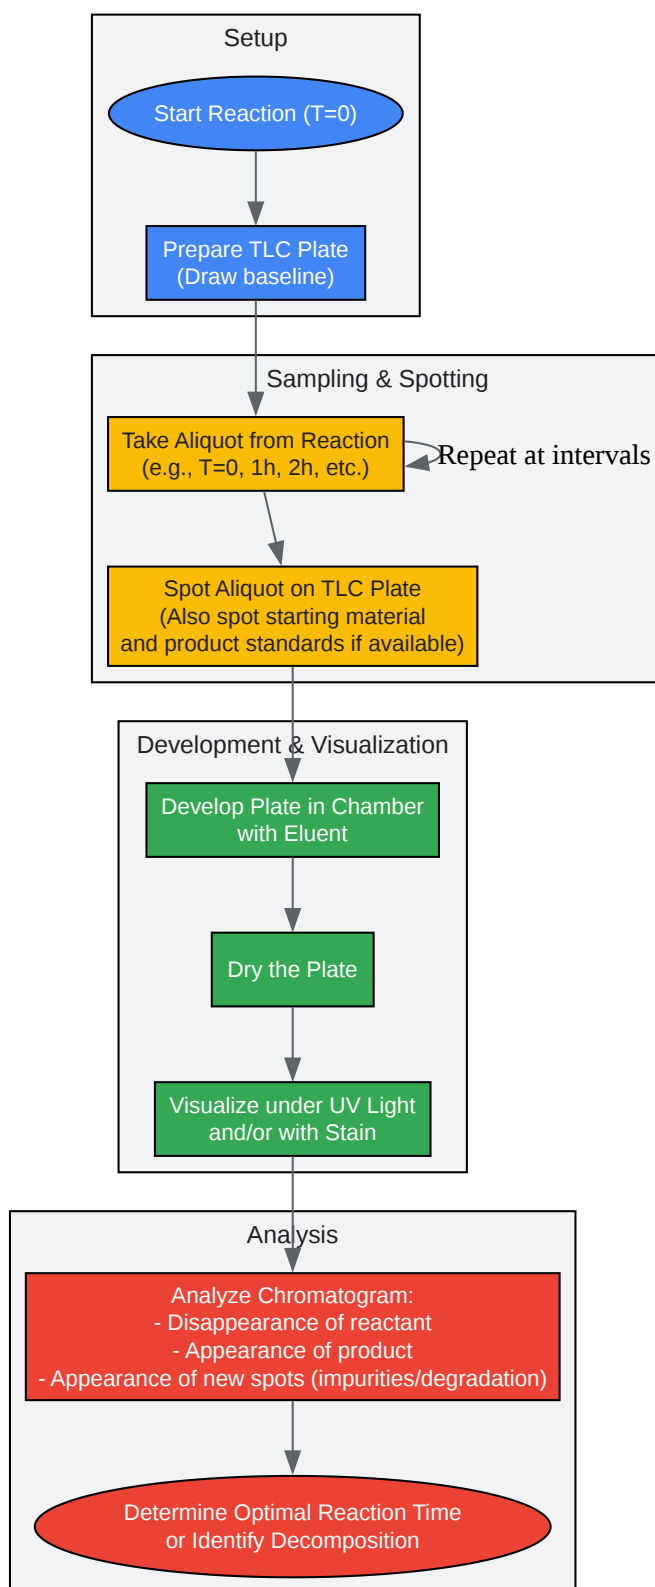 Setup
Start Reaction (T=0)
Prepare TLC Plate
(Draw baseline)
Sampling & Spotting
Take Aliquot from Reaction
(e.g., T=0, 1h, 2h, etc.)
Repeat at intervals
Spot Aliquot on TLC Plate
(Also spot starting material
and product standards if available)
Development & Visualization
Develop Plate in Chamber
with Eluent
Dry the Plate
Visualize under UV Light
and/or with Stain
Analysis
Analyze Chromatogram:
- Disappearance of reactant
- Appearance of product
- Appearance of new spots (impurities/degradation)
Determine Optimal Reaction Time
or Identify Decomposition